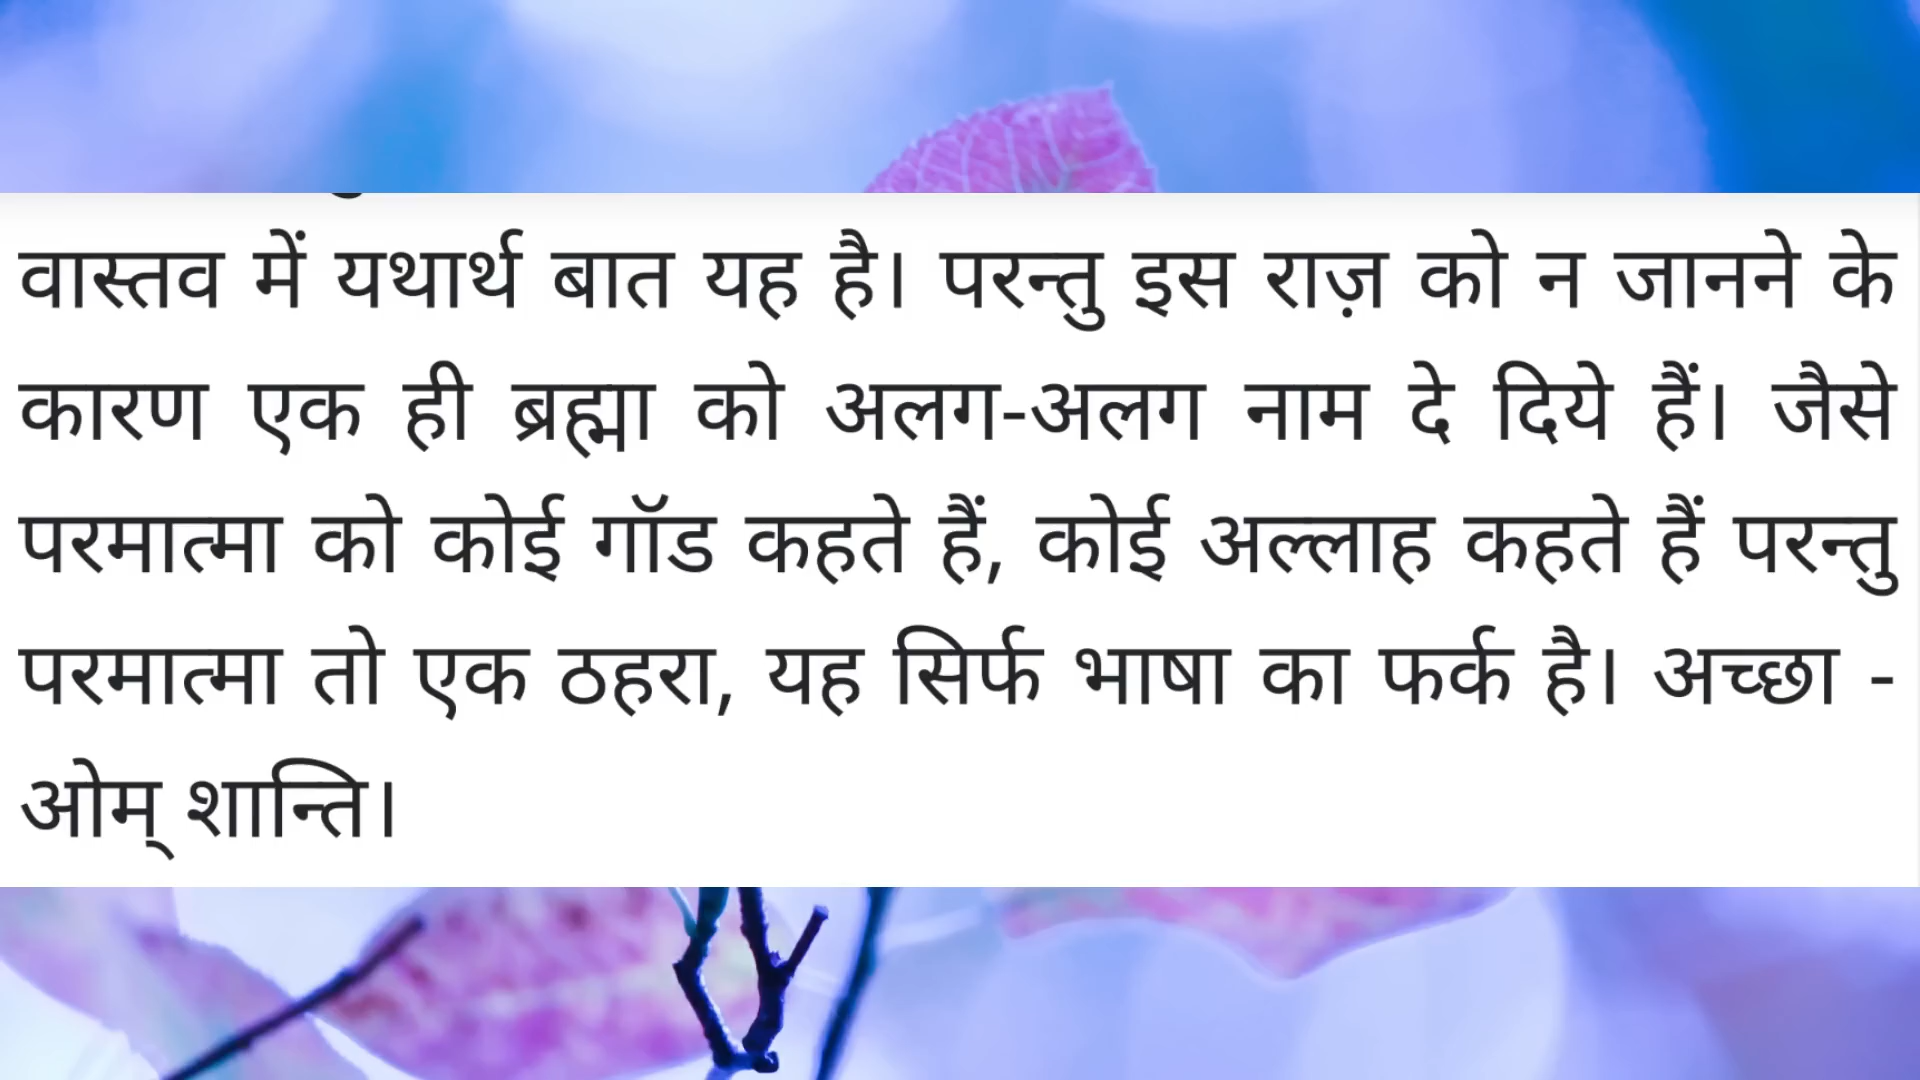 वास्तव में यथार्थ बात यह है। परन्तु इस राज़ को न जानने के
कारण एक ही ब्रह्मा को अलग-अलग नाम दे दिये हैं। जैसे
परमात्मा को कोई गॉड कहते हैं, कोई अल्लाह कहते हैं परन्तु
परमात्मा तो एक ठहरा, यह सिर्फ भाषा का फर्क है। अच्छा -
ओम् शान्ति।